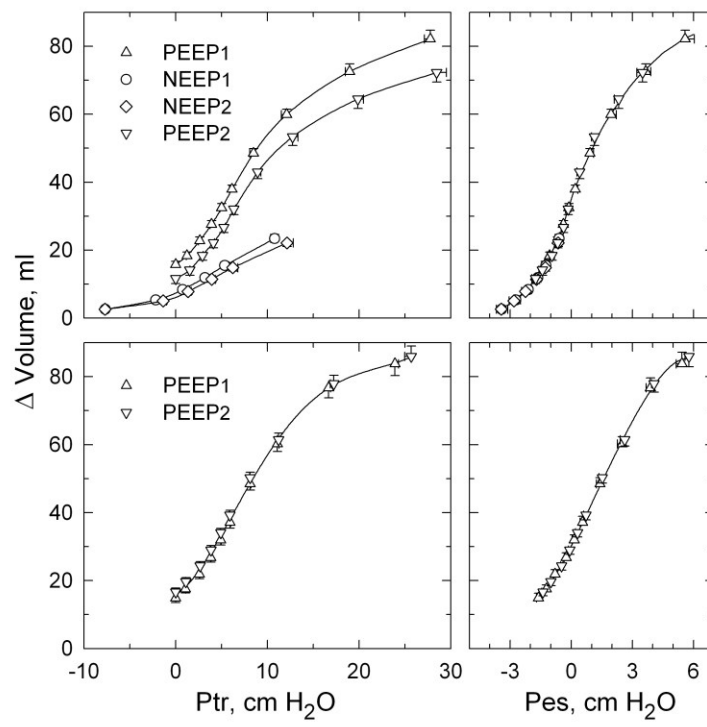 80
60
40
20
0
PEEP1
NEEP1
NEEP2
PEEP2
Δ Volume, ml
80
60
40
20
0
PEEP1
PEEP2
-10 0 10 20 30
-3 0 3 6
Ptr, cm H₂O
Pes, cm H₂O